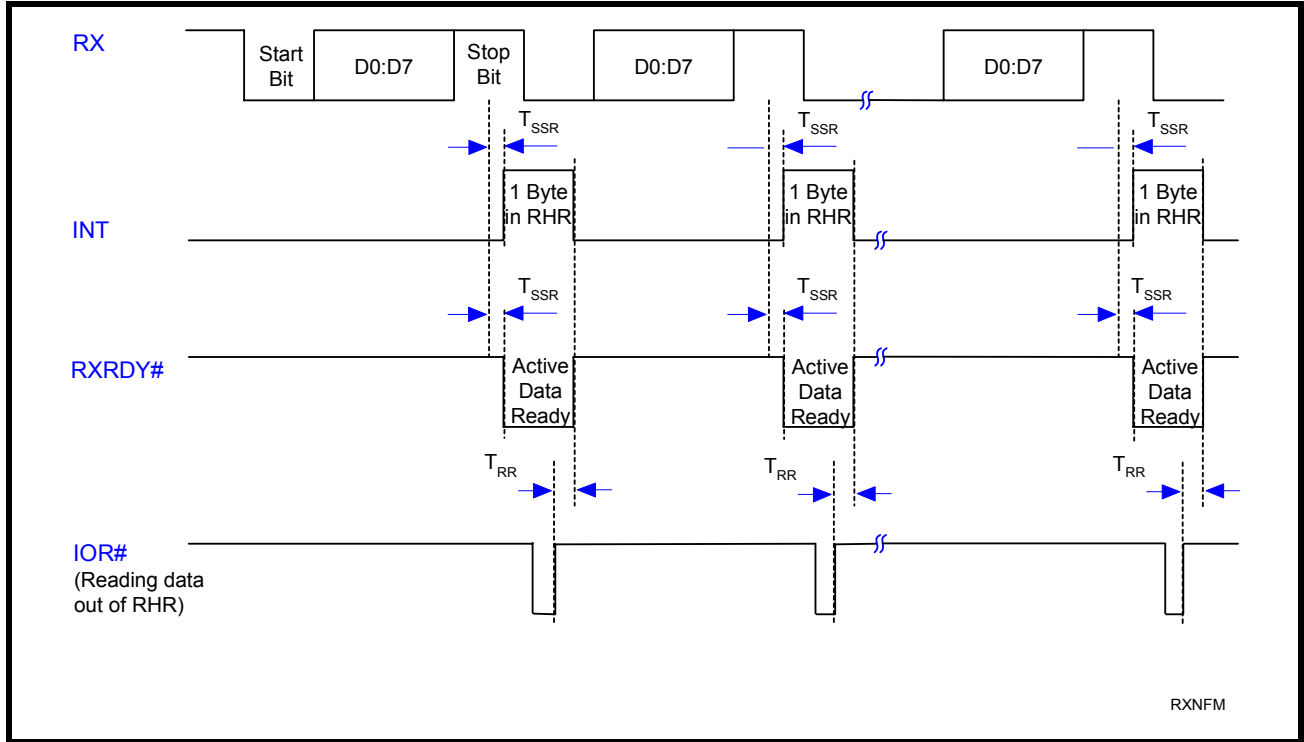 RX
Start
Bit
D0:D7
Stop
Bit
D0:D7
D0:D7
TSSR
TSSR
TSSR
INT
1 Byte
in RHR
1 Byte
in RHR
1 Byte
in RHR
TSSR
TSSR
TSSR
RXRDY#
Active
Data
Ready
Active
Data
Ready
Active
Data
Ready
TRR
TRR
TRR
IOR#
(Reading data
out of RHR)
RXNFM